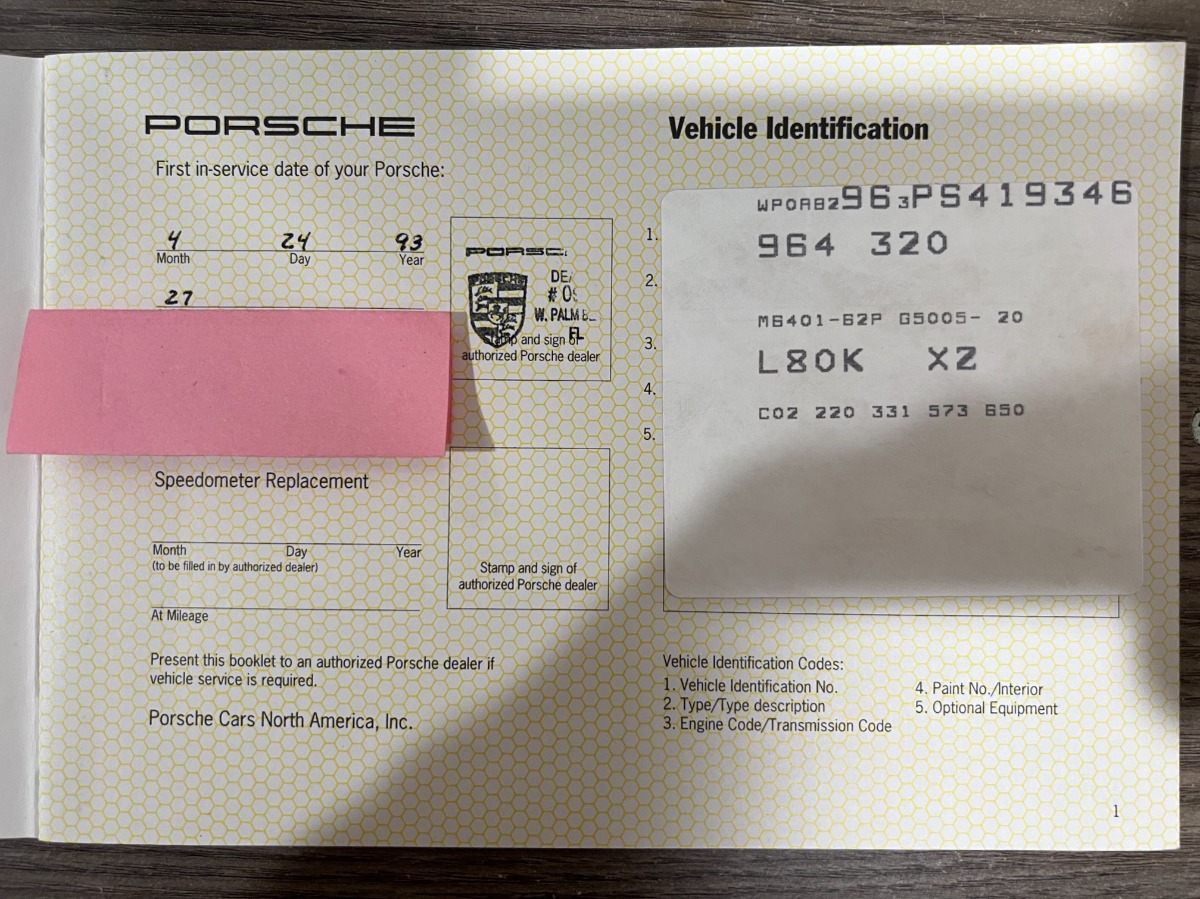 PORSCHE
First in-service date of your Porsche:
4 24 93
Month Day Year
27
PORSC
DE
# 0
W. PALM B
FL
and sign of
authorized Porsche dealer
Speedometer Replacement
Month Day Year
(to be filled in by authorized dealer)
At Mileage
Stamp and sign of
authorized Porsche dealer
Present this booklet to an authorized Porsche dealer if
vehicle service is required.
Porsche Cars North America, Inc.
Vehicle Identification
1.
2.
3.
4.
5.
WP0AB2963PS419346
964 320
M6401-62P G5005- 20
L80K XZ
C02 220 331 573 650
Vehicle Identification Codes:
1. Vehicle Identification No.
2. Type/Type description
3. Engine Code/Transmission Code
4. Paint No./Interior
5. Optional Equipment
1